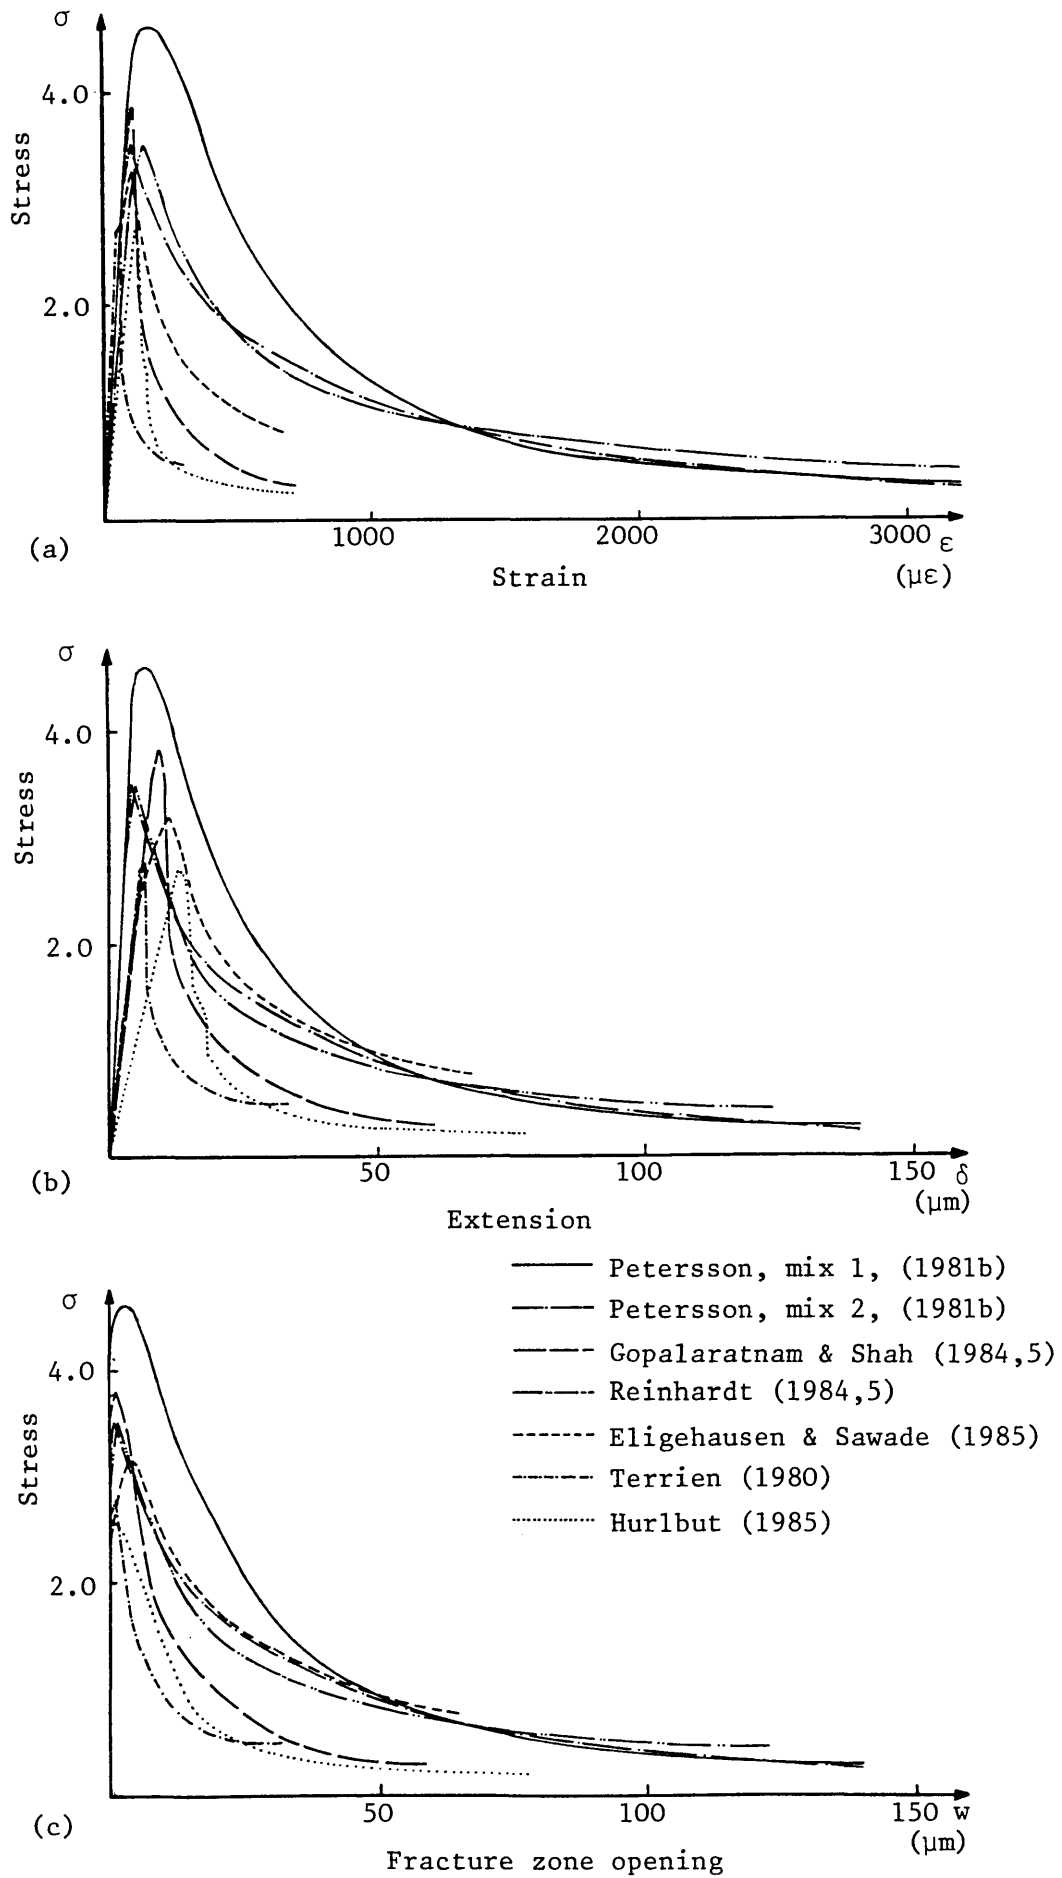 σ
4.0
Stress
2.0
1000 2000 3000 ε
(a)
Strain (με)
σ
4.0
Stress
2.0
50 100 150 δ
(b)
(μm)
Extension
Petersson, mix 1, (1981b)
σ
Petersson, mix 2, (1981b)
Gopalaratnam & Shah (1984,5)
4.0
Reinhardt (1984,5)
Eligehausen & Sawade (1985)
Stress
Terrien (1980)
Hurlbut (1985)
2.0
50 100 150 w
(c)
(μm)
Fracture zone opening